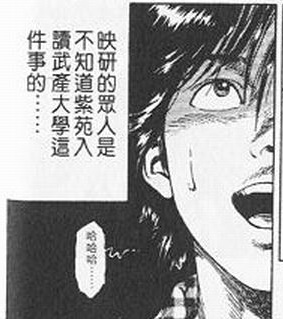 映研的眾人是
不知道紫苑入
讀武產大學這
件事的……
哈哈哈……